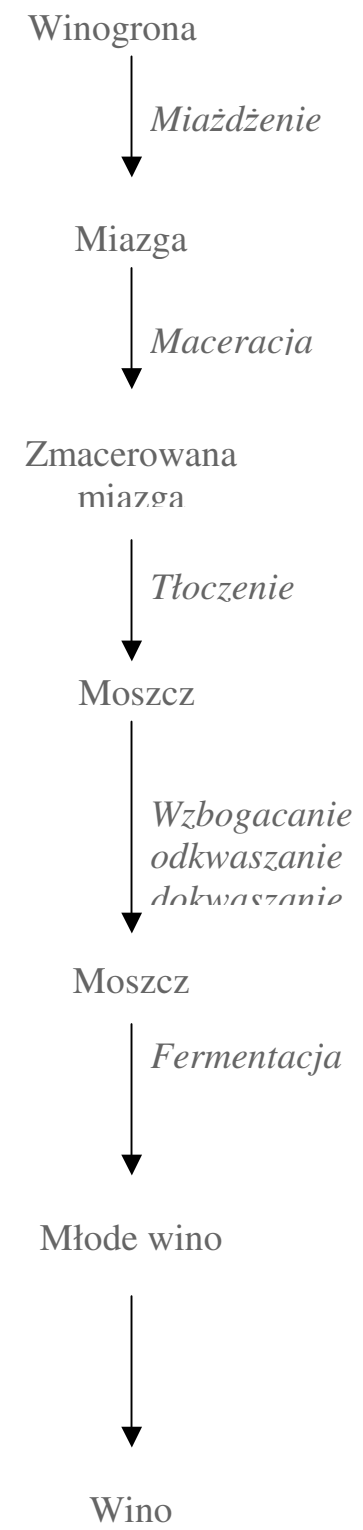 Winogrona
Miażdżenie
Miazga
Maceracja
Zmacerowana
miazga
Tłoczenie
Moszcz
Wzbogacanie
odkwaszanie
dokwaszanie
Moszcz
Fermentacja
Młode wino
Wino